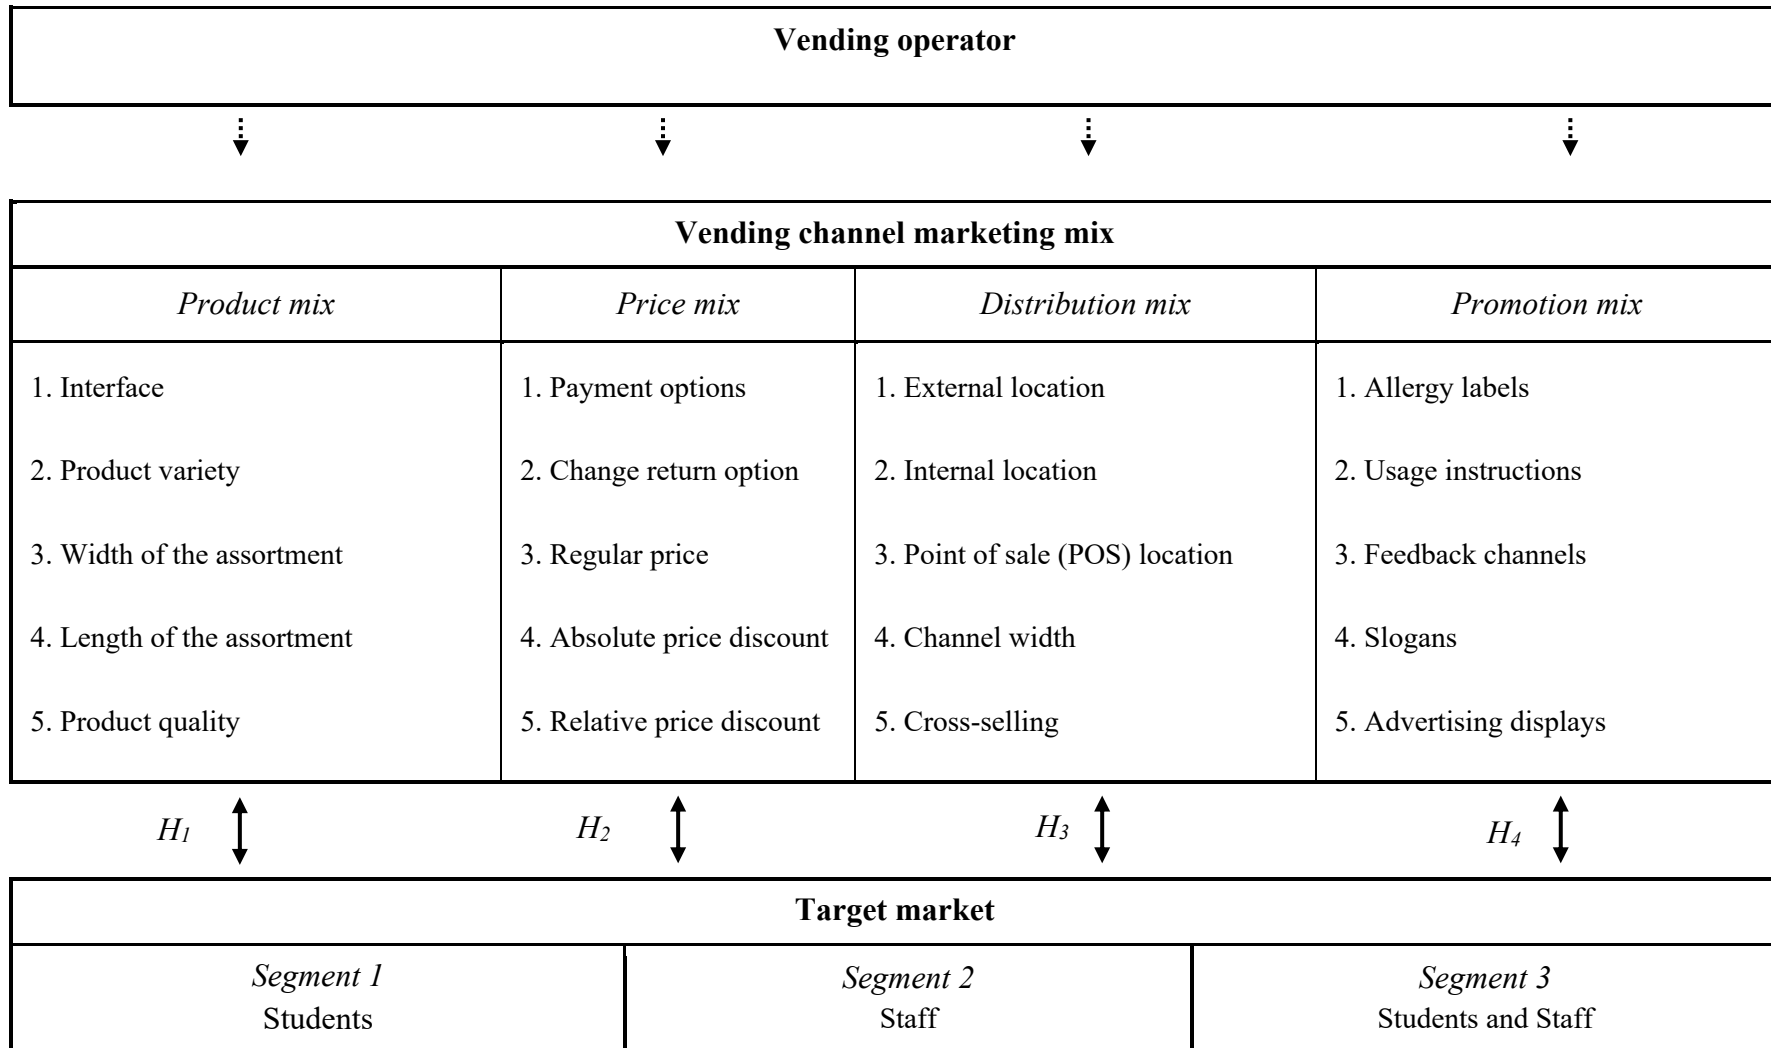 Vending operator
Vending channel marketing mix
Product mix
Price mix
Distribution mix
Promotion mix
1. Interface
2. Product variety
3. Width of the assortment
4. Length of the assortment
5. Product quality
1. Payment options
2. Change return option
3. Regular price
4. Absolute price discount
5. Relative price discount
1. External location
2. Internal location
3. Point of sale (POS) location
4. Channel width
5. Cross-selling
1. Allergy labels
2. Usage instructions
3. Feedback channels
4. Slogans
5. Advertising displays
H1
H2
H3
H4
Target market
Segment 1
Students
Segment 2
Staff
Segment 3
Students and Staff